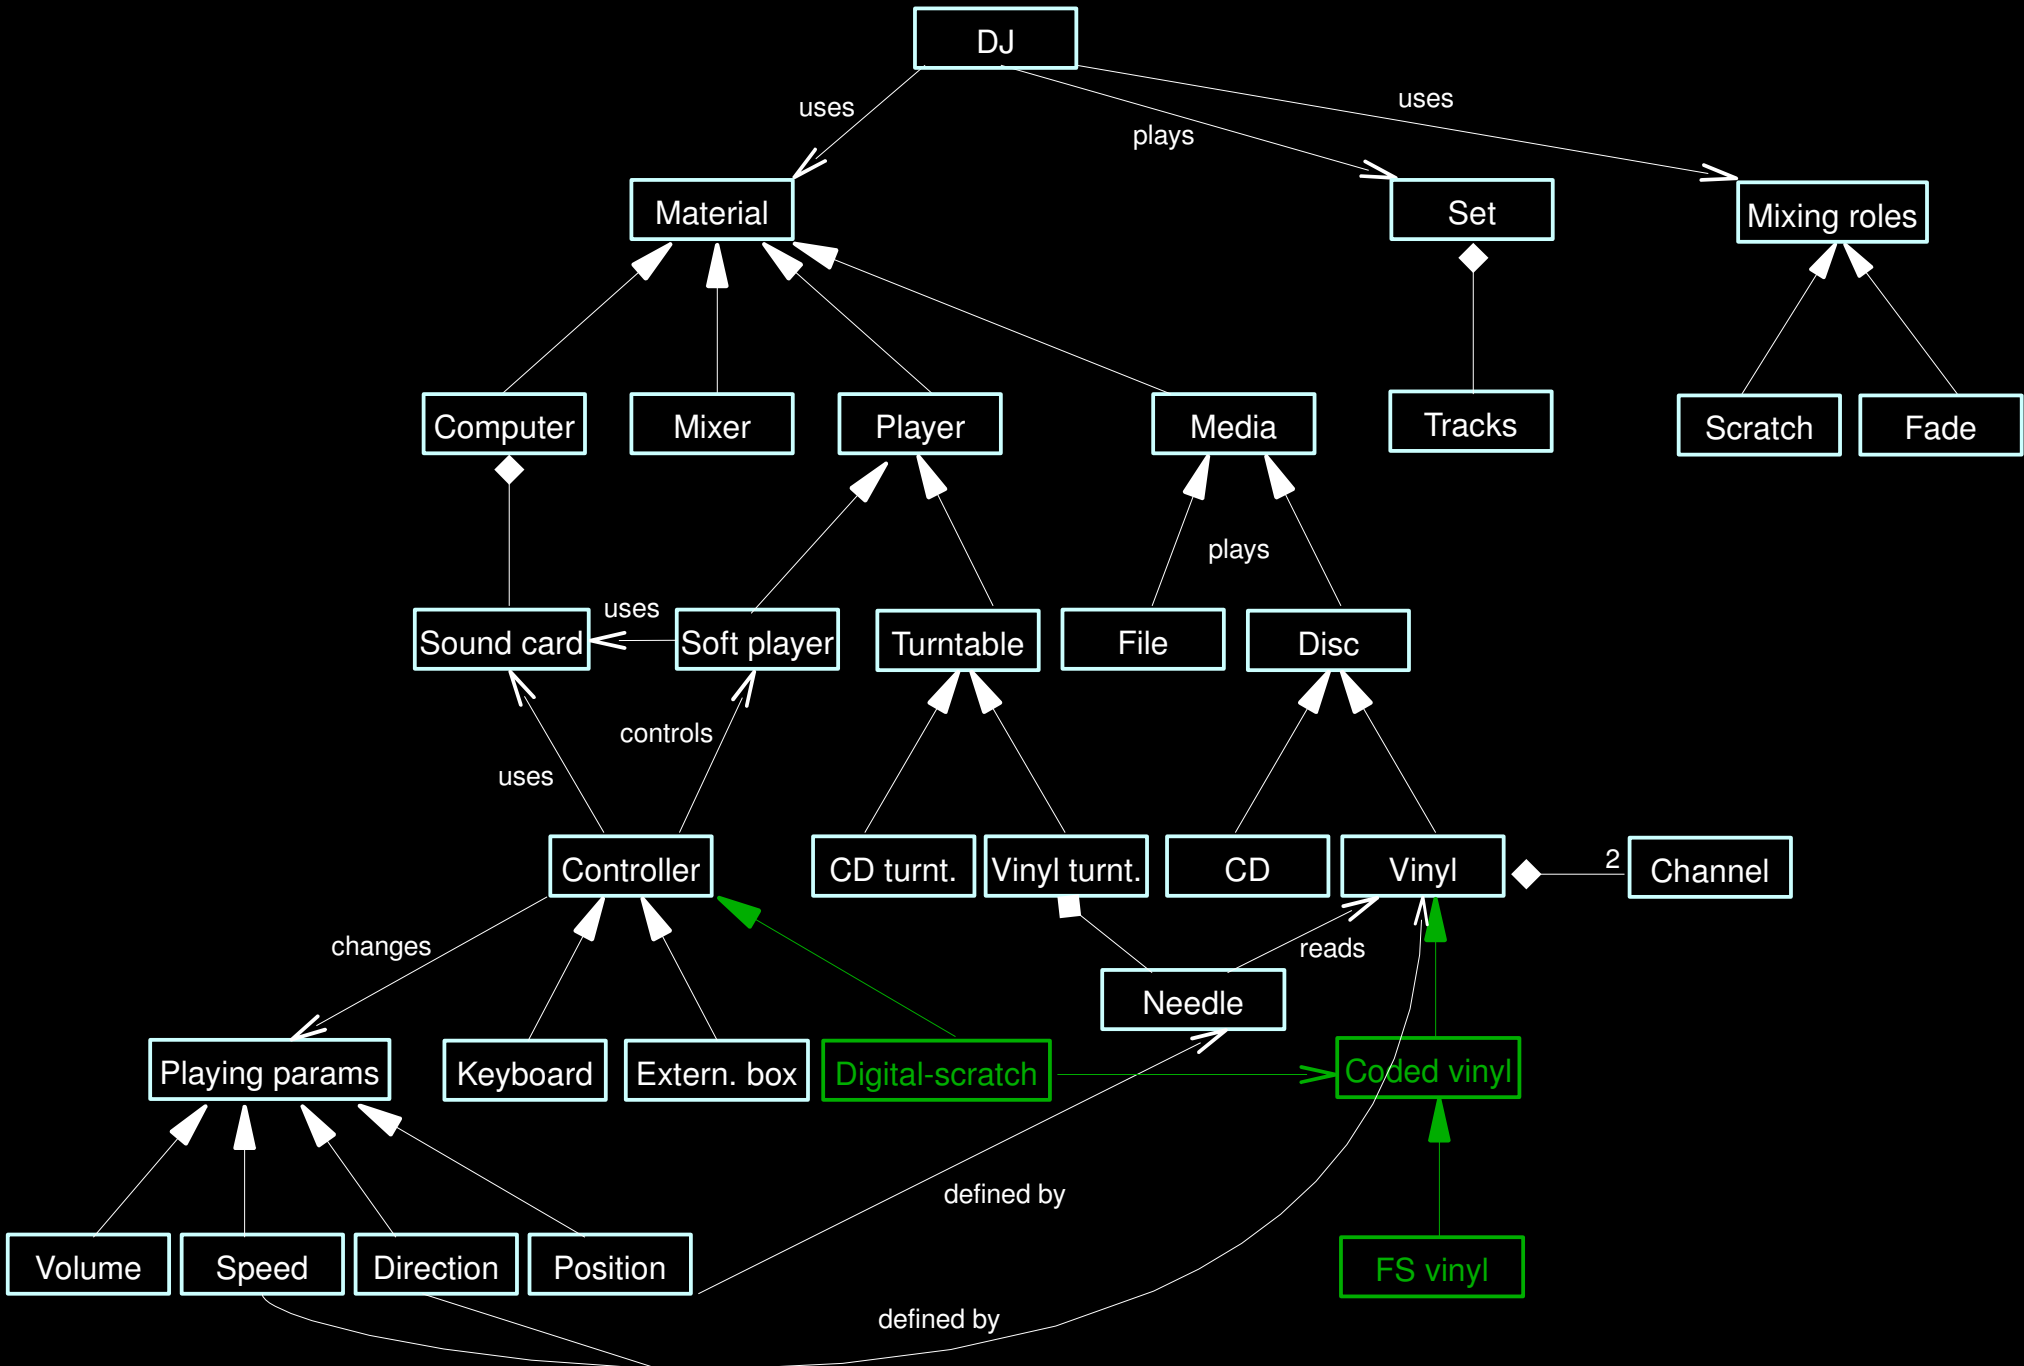 DJ
uses
uses
plays
Material
Set
Mixing roles
Computer
Mixer
Player
Media
Tracks
Scratch
Fade
plays
uses
Sound card
Soft player
Turntable
File
Disc
controls
uses
Controller
CD turnt.
Vinyl turnt.
CD
Vinyl
2
Channel
changes
reads
Needle
Playing params
Keyboard
Extern. box
Digital-scratch
Coded vinyl
defined by
Volume
Speed
Direction
Position
FS vinyl
defined by